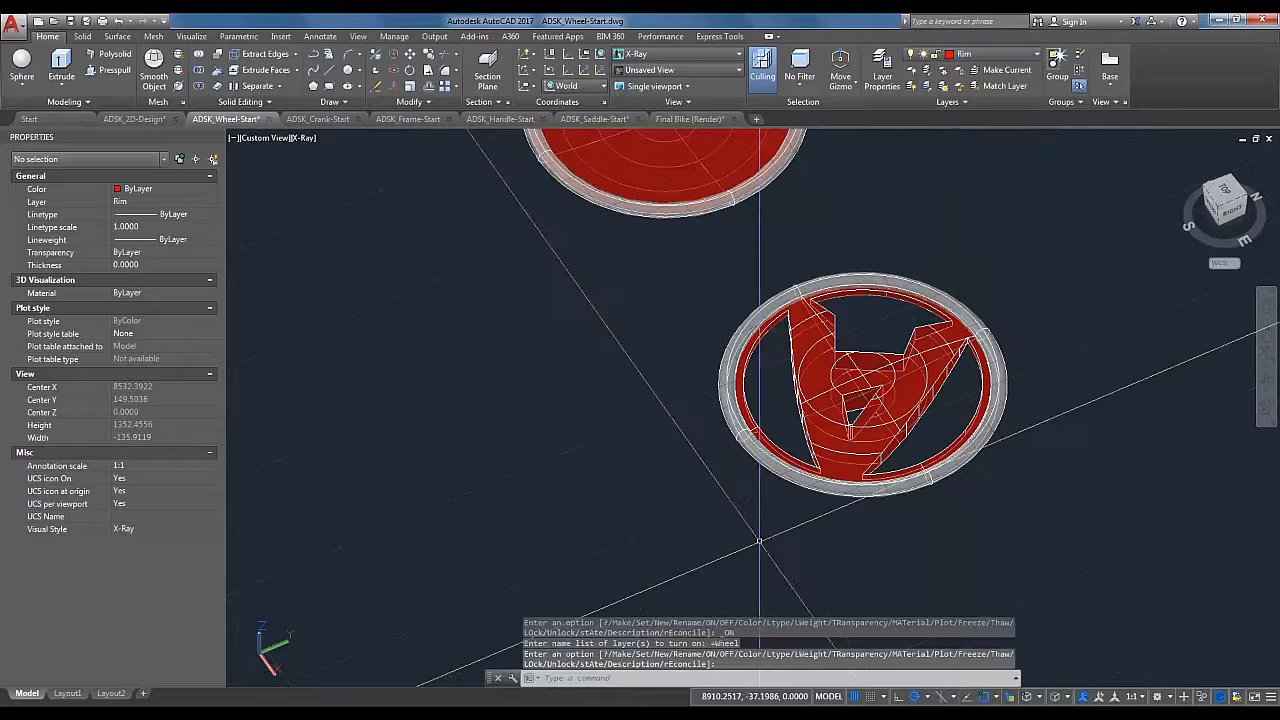 Autodesk AutoCAD 2017 ADSK_Wheel-Start.dwg
Type a keyword or phrase
Sign In
Home Solid Surface Mesh Visualize Parametric Insert Annotate View Manage Output Add-ins A360 Featured Apps BIM 360 Performance Express Tools
Polysolid
Presspull
Sphere
Extrude
Smooth
Object
Extract Edges
Extrude Faces
Separate
Section
Plane
World
X-Ray
Unsaved View
Single viewport
Culling
No Filter
Move
Gizmo
Layer
Properties
Rim
Make Current
Match Layer
Group
Base
Modeling
Mesh
Solid Editing
Draw
Modify
Section
Coordinates
View
Selection
Layers
Groups
View
Start
ADSK_2D-Design*
ADSK_Wheel-Start*
ADSK_Crank-Start
ADSK_Frame-Start
ADSK_Handle-Start
ADSK_Saddle-Start*
Final Bike (Render)*
PROPERTIES
No selection
General
Color ByLayer
Layer Rim
Linetype ByLayer
Linetype scale 1.0000
Lineweight ByLayer
Transparency ByLayer
Thickness 0.0000
3D Visualization
Material ByLayer
Plot style
Plot style ByColor
Plot style table None
Plot table attached to Model
Plot table type Not available
View
Center X 8532.3922
Center Y 149.5036
Center Z 0.0000
Height 1352.4556
Width -135.9119
Misc
Annotation scale 1:1
UCS icon On Yes
UCS icon at origin Yes
UCS per viewport Yes
UCS Name
Visual Style X-Ray
[−][Custom View][X-Ray]
TOP
RIGHT
N
S
E
WCS
Z
Y
Enter an option [?/Make/Set/New/Rename/ON/OFF/Color/Ltype/LWeight/TRansparency/MATerial/Plot/Freeze/Thaw/
LOck/Unlock/stAte/Description/rEconcile]: _ON
Enter name list of layer(s) to turn on: =Wheel
Enter an option [?/Make/Set/New/Rename/ON/OFF/Color/Ltype/LWeight/TRansparency/MATerial/Plot/Freeze/Thaw/
LOck/Unlock/stAte/Description/rEconcile]:
Type a command
Model Layout1 Layout2 +
8910.2517, -37.1986, 0.0000 MODEL
1:1